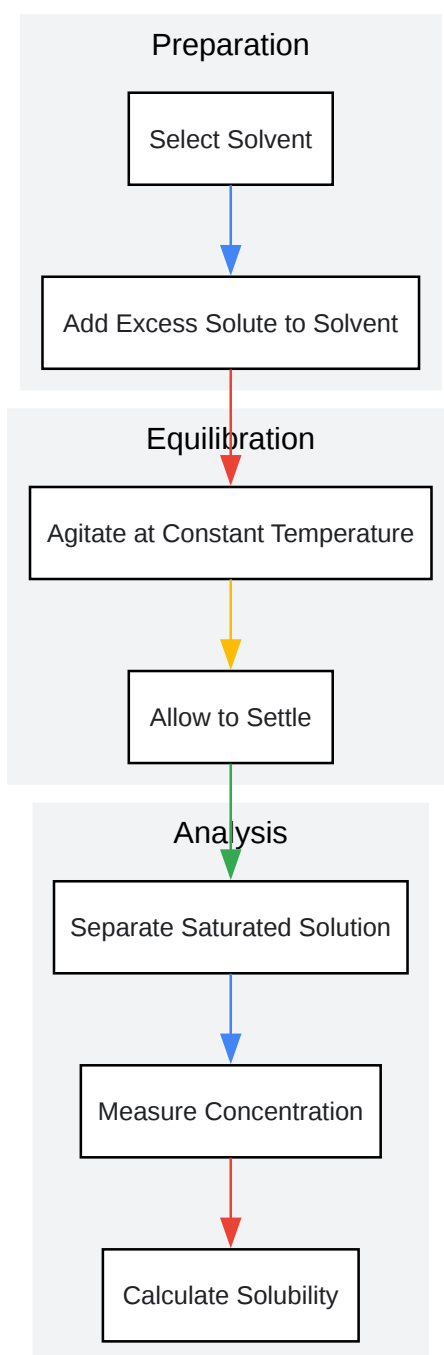 Preparation
Select Solvent
Add Excess Solute to Solvent
Equilibration
Agitate at Constant Temperature
Allow to Settle
Analysis
Separate Saturated Solution
Measure Concentration
Calculate Solubility